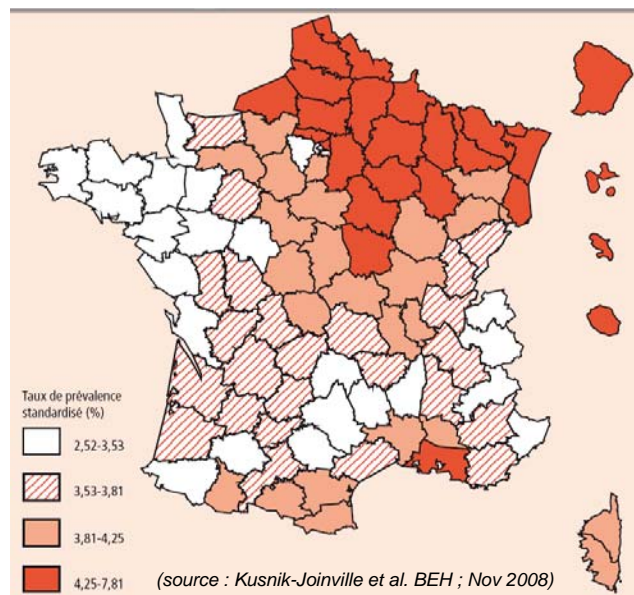 Taux de prévalence
standardisé (%)
2,52-3,53
3,53-3,81
3,81-4,25
4,25-7,81
(source : Kusnik-Joinville et al. BEH ; Nov 2008)